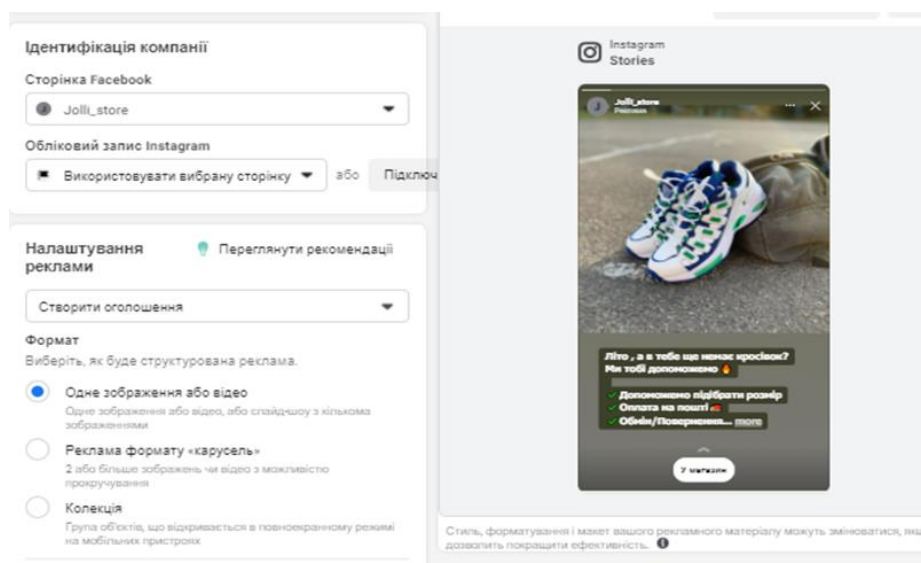 Ідентифікація компанії
Сторінка Facebook
J Jolli_store
Обліковий запис Instagram
Використовувати вибрану сторінку
або
Підключ
Налаштування
реклами
Переглянути рекомендації
Створити оголошення
Формат
Виберіть, як буде структурована реклама.
Одне зображення або відео
Одне зображення або відео, або слайд-шоу з кількома
зображеннями
Реклама формату «карусель»
2 або більше зображень чи відео з можливістю
прокручування
Колекція
Група об'єктів, що відкривається в повноекранному режимі
на мобільних пристроях
Instagram
Stories
J Jolli_store
Реклама
Літо , а в тебе ще немає кросівок?
Ми тобі допоможемо 🔥
✓ Допоможемо підібрати розмір
✓ Оплата на пошті
✓ Обмін/Повернення... more
У магазин
Стиль, форматування і макет вашого рекламного матеріалу можуть змінюватися, якщ
дозволить покращити ефективність.